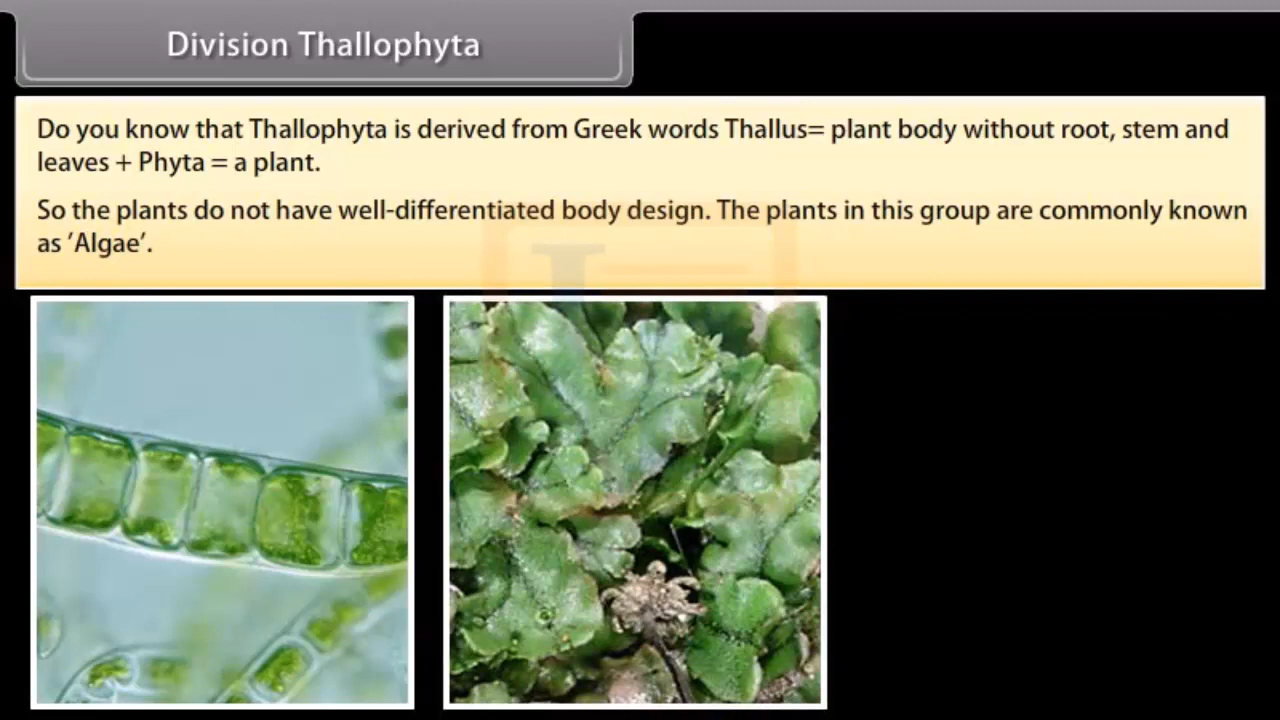 Division Thallophyta
Do you know that Thallophyta is derived from Greek words Thallus= plant body without root, stem and
leaves + Phyta = a plant.
So the plants do not have well-differentiated body design. The plants in this group are commonly known
as 'Algae'.